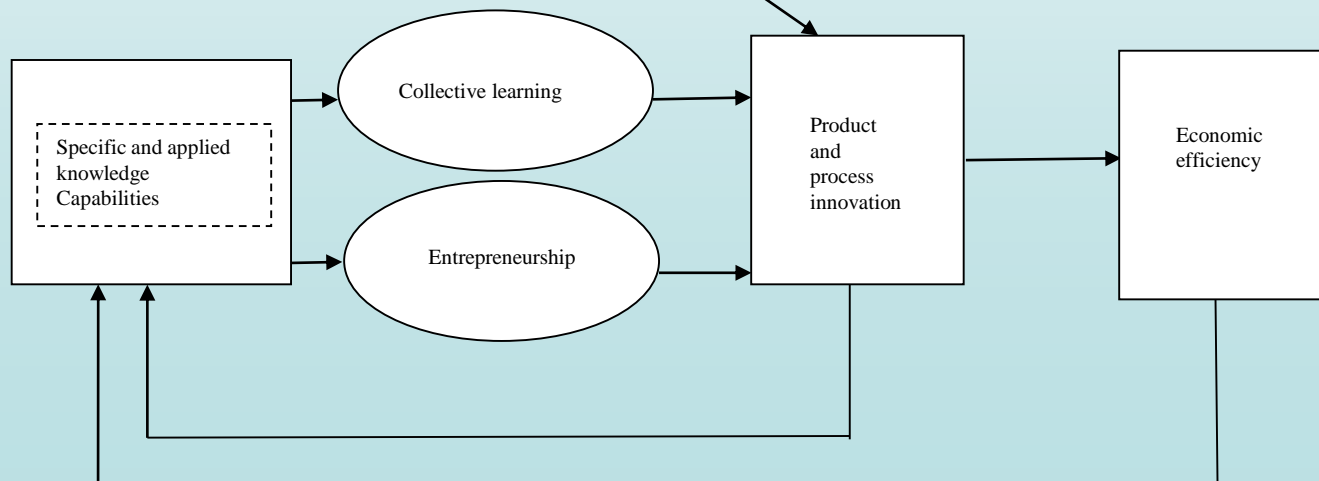 Collective learning
Specific and applied
knowledge
Capabilities
Entrepreneurship
Product
and
process
innovation
Economic
efficiency